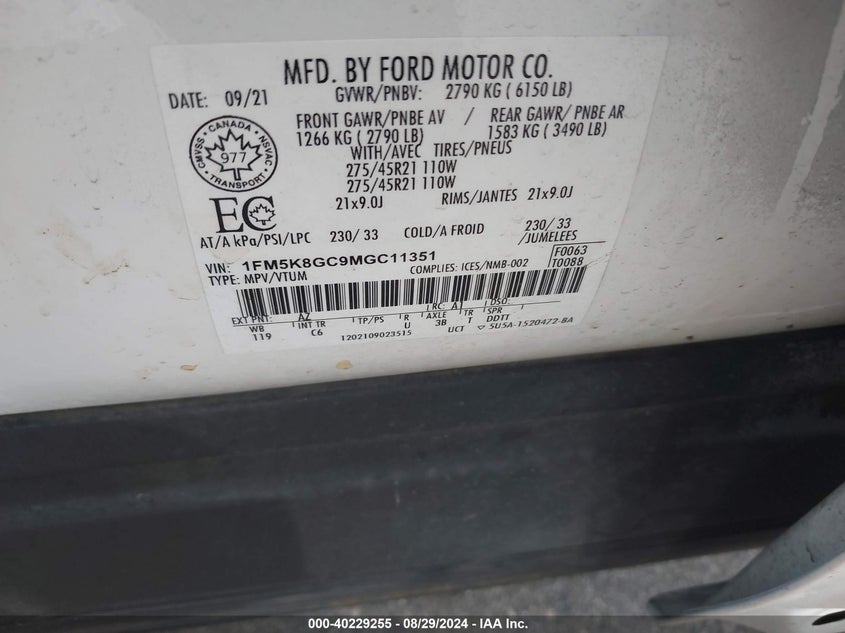 MFD. BY FORD MOTOR CO.
DATE: 09/21
GVWR/PNBV: 2790 KG ( 6150 LB)
FRONT GAWR/PNBE AV / REAR GAWR/ PNBE AR
1266 KG ( 2790 LB) 1583 KG ( 3490 LB)
WITH/AVEC TIRES/PNEUS
275/45R21 110W
275/45R21 110W
21x9.0J RIMS/JANTES 21x9.0J
CMVSS • CANADA • NSVAC
977
TRANSPORT
EC
AT/A kPa/PSI/LPC 230/ 33 COLD/A FROID 230/ 33
/JUMELEES
VIN: 1FM5K8GC9MGC11351
TYPE: MPV/VTUM
COMPLIES: ICES/NMB-002
F0063
T0088
EXT PNT: AZ RC: A DSO:
WB INT TR TP/PS R AXLE TR SPR
119 C6 U 3B T DDTT
1202109023515 UCT ▽ 5U5A-1520472-BA
000-40229255 - 08/29/2024 - IAA Inc.